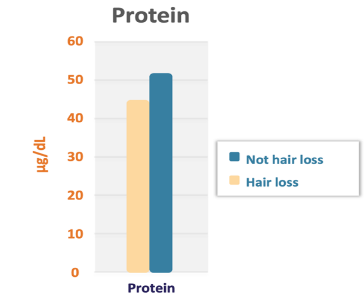 Protein
60
50
40
30
20
10
0
µg/dL
Protein
Not hair loss
Hair loss